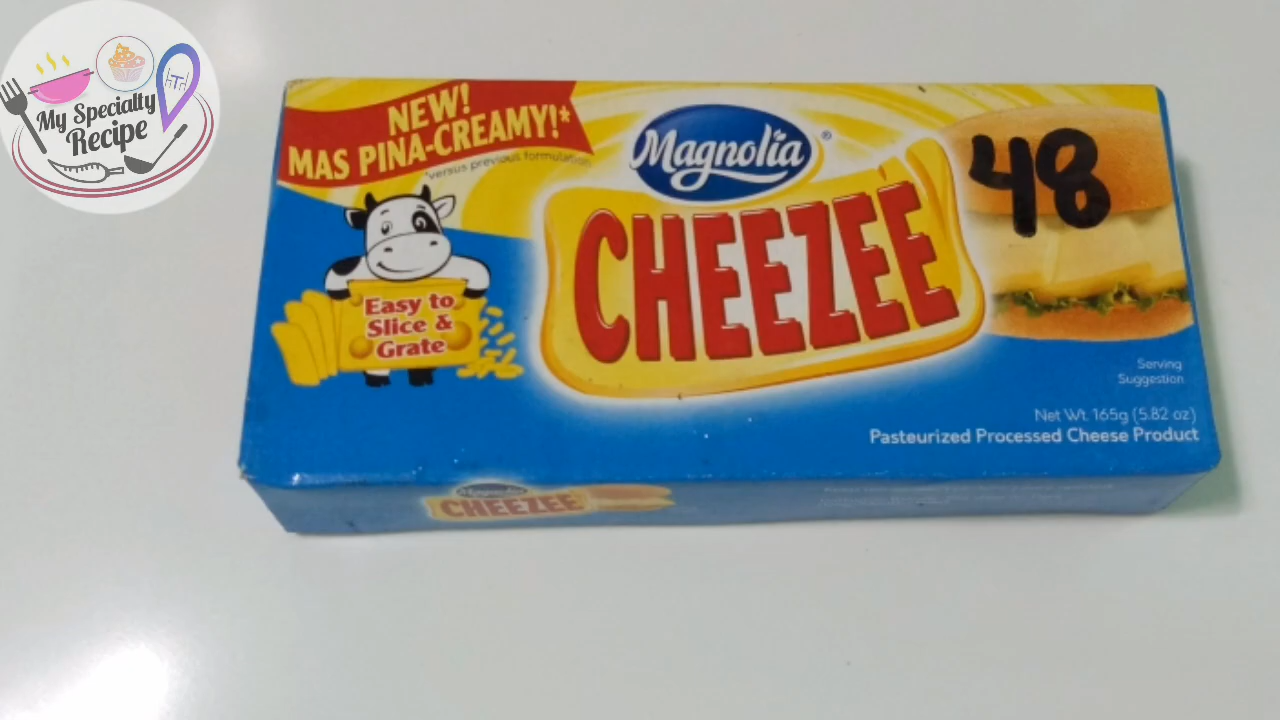 My Specialty
Recipe
NEW!
MAS PINA-CREAMY!*
*versus previous formulation
Magnolia®
CHEEZEE
48
Easy to
Slice &
Grate
Serving
Suggestion
Net Wt. 165g (5.82 oz)
Pasteurized Processed Cheese Product
Magnolia
CHEEZEE